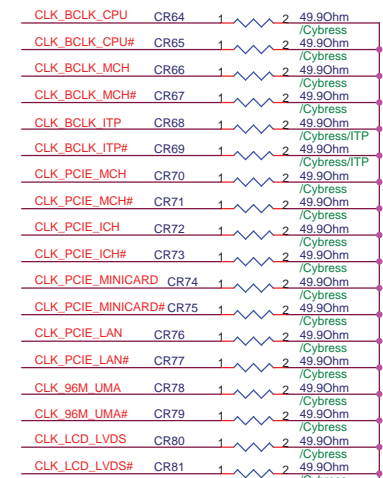 CLK_BCLK_CPU CR64 1 2 49.9Ohm
/Cybress
CLK_BCLK_CPU# CR65 1 2 49.9Ohm
/Cybress
CLK_BCLK_MCH CR66 1 2 49.9Ohm
/Cybress
CLK_BCLK_MCH# CR67 1 2 49.9Ohm
/Cybress
CLK_BCLK_ITP CR68 1 2 49.9Ohm
/Cybress/ITP
CLK_BCLK_ITP# CR69 1 2 49.9Ohm
/Cybress/ITP
CLK_PCIE_MCH CR70 1 2 49.9Ohm
/Cybress
CLK_PCIE_MCH# CR71 1 2 49.9Ohm
/Cybress
CLK_PCIE_ICH CR72 1 2 49.9Ohm
/Cybress
CLK_PCIE_ICH# CR73 1 2 49.9Ohm
/Cybress
CLK_PCIE_MINICARD CR74 1 2 49.9Ohm
/Cybress
CLK_PCIE_MINICARD# CR75 1 2 49.9Ohm
/Cybress
CLK_PCIE_LAN CR76 1 2 49.9Ohm
/Cybress
CLK_PCIE_LAN# CR77 1 2 49.9Ohm
/Cybress
CLK_96M_UMA CR78 1 2 49.9Ohm
/Cybress
CLK_96M_UMA# CR79 1 2 49.9Ohm
/Cybress
CLK_LCD_LVDS CR80 1 2 49.9Ohm
/Cybress
CLK_LCD_LVDS# CR81 1 2 49.9Ohm